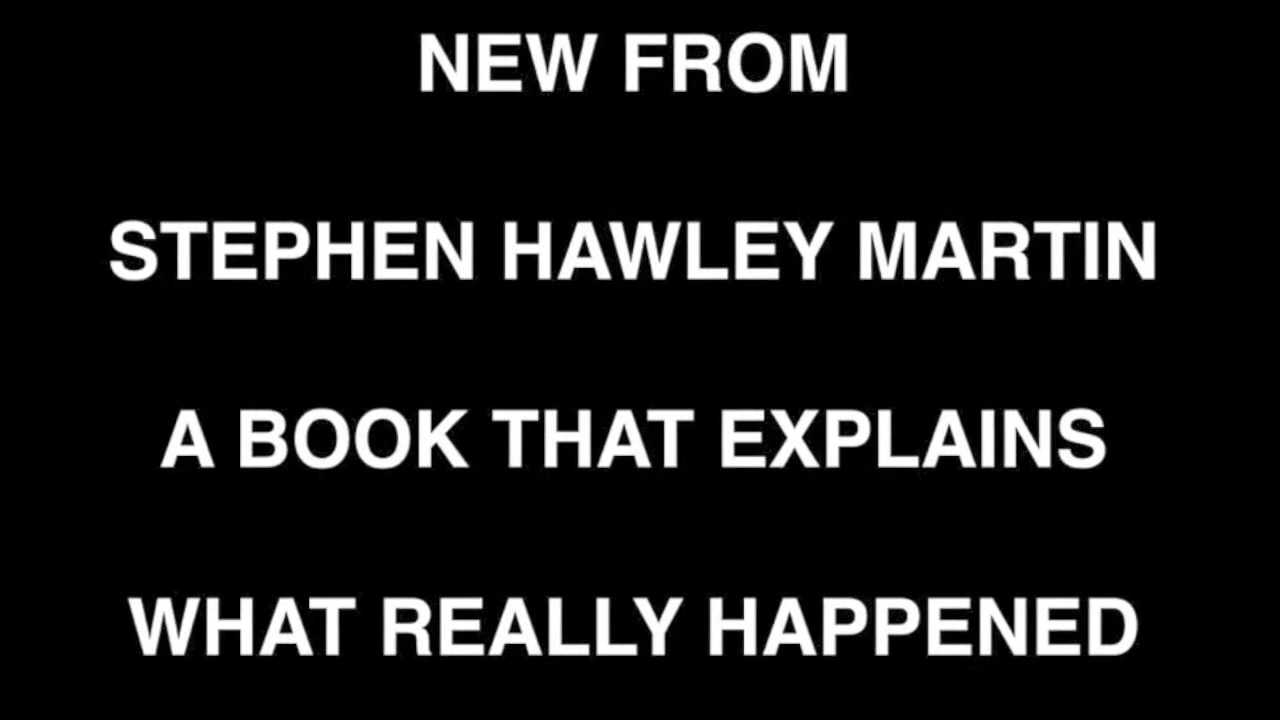 NEW FROM
STEPHEN HAWLEY MARTIN
A BOOK THAT EXPLAINS
WHAT REALLY HAPPENED